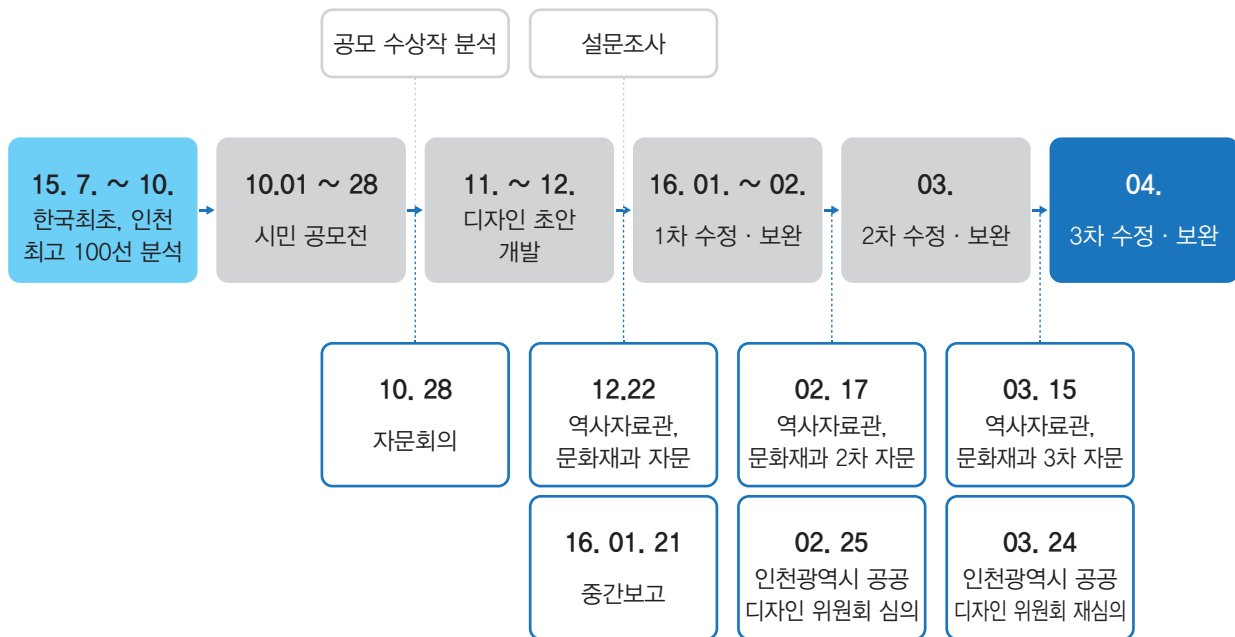 공모 수상작 분석
설문조사
15. 7. ~ 10.
한국최초, 인천
최고 100선 분석
10.01 ~ 28
시민 공모전
11. ~ 12.
디자인 초안
개발
16. 01. ~ 02.
1차 수정 · 보완
03.
2차 수정 · 보완
04.
3차 수정 · 보완
10. 28
자문회의
12.22
역사자료관,
문화재과 자문
02. 17
역사자료관,
문화재과 2차 자문
03. 15
역사자료관,
문화재과 3차 자문
16. 01. 21
중간보고
02. 25
인천광역시 공공
디자인 위원회 심의
03. 24
인천광역시 공공
디자인 위원회 재심의